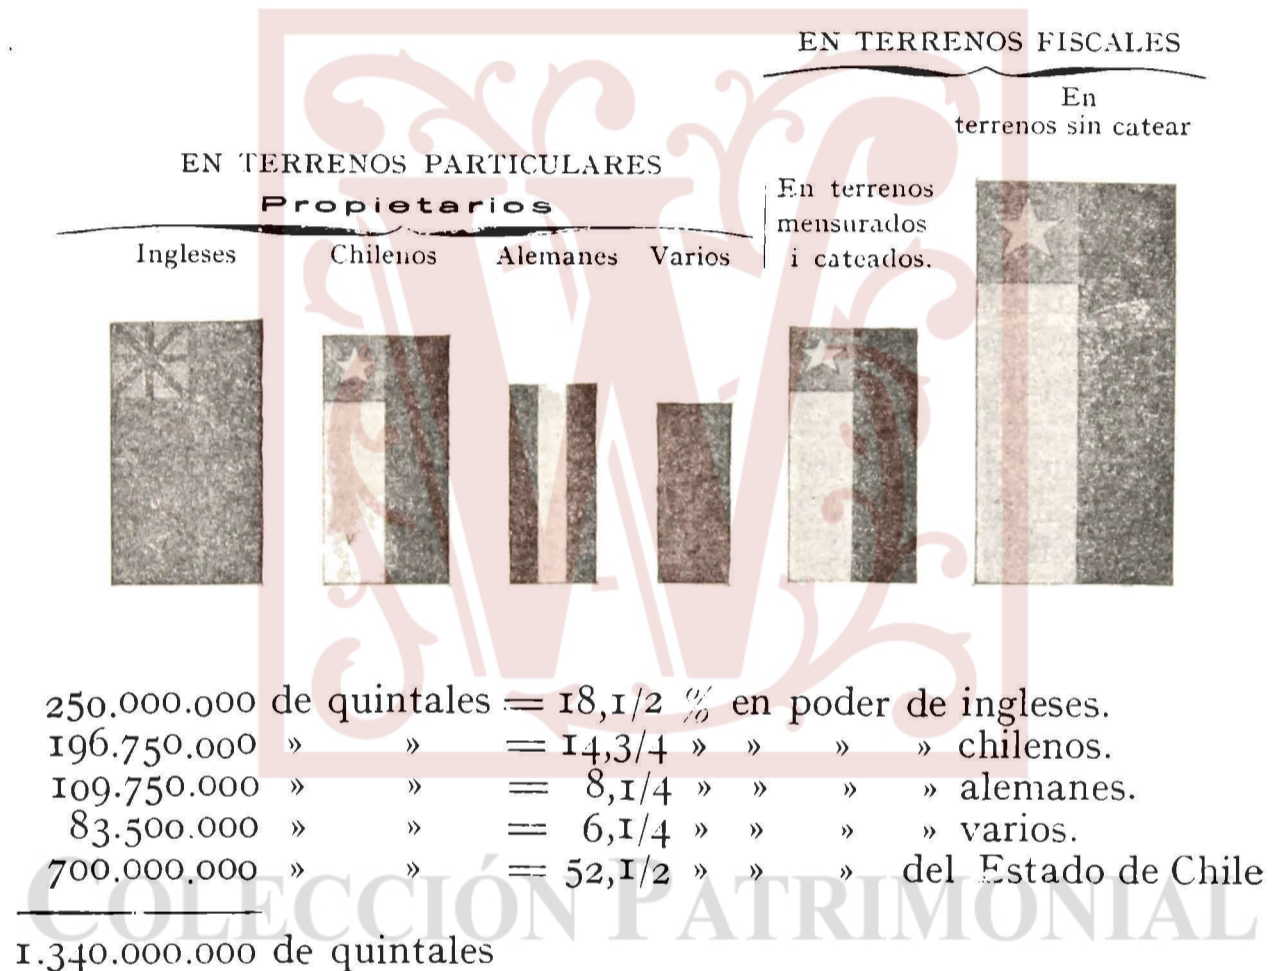 EN TERRENOS FISCALES
En
terrenos sin catear
EN TERRENOS PARTICULARES
Propietarios
Ingleses Chilenos Alemanes Varios
En terrenos
mensurados
i cateados.
250.000.000 de quintales = 18,1/2 % en poder de ingleses.
196.750.000 » » = 14,3/4 » » » » chilenos.
109.750.000 » » = 8,1/4 » » » » alemanes.
83.500.000 » » = 6,1/4 » » » » varios.
700.000.000 » » = 52,1/2 » » » del Estado de Chile
1.340.000.000 de quintales
COLECCIÓN PATRIMONIAL
W